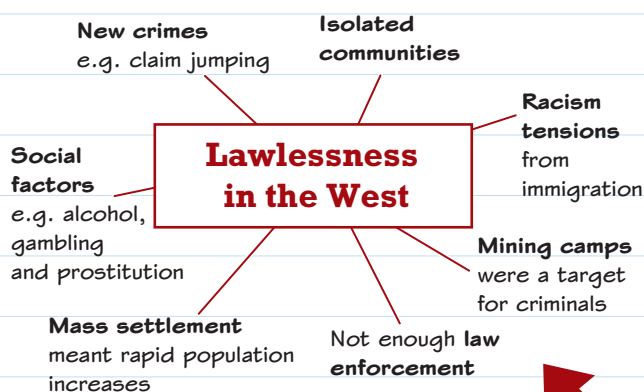 New crimes
e.g. claim jumping
Isolated
communities
Racism
tensions
from
immigration
Lawlessness
in the West
Social
factors
e.g. alcohol,
gambling
and prostitution
Mining camps
were a target
for criminals
Mass settlement
meant rapid population
increases
Not enough law
enforcement